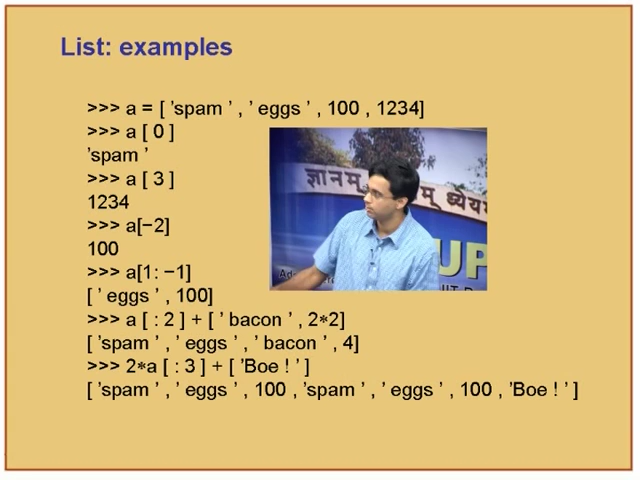 List: examples
>>> a = [ ’spam ’ , ’ eggs ’ , 100 , 1234]
>>> a [ 0 ]
’spam ’
>>> a [ 3 ]
1234
>>> a[−2]
100
>>> a[1: −1]
[ ’ eggs ’ , 100]
>>> a [ : 2 ] + [ ’ bacon ’ , 2∗2]
[ ’spam ’ , ’ eggs ’ , ’ bacon ’ , 4]
>>> 2∗a [ : 3 ] + [ ’Boe ! ’ ]
[ ’spam ’ , ’ eggs ’ , 100 , ’spam ’ , ’ eggs ’ , 100 , ’Boe ! ’ ]
ज्ञानम् ध्येयम्
UP